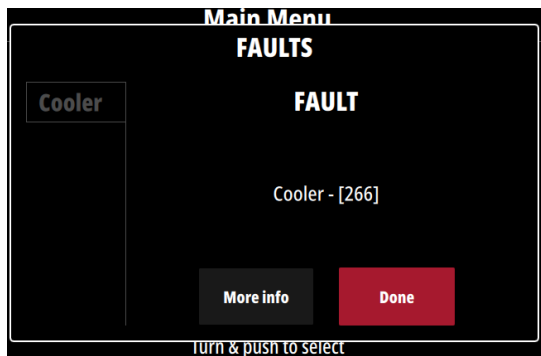 Main Menu
FAULTS
Cooler
FAULT
Cooler - [266]
More info
Done
Turn & push to select